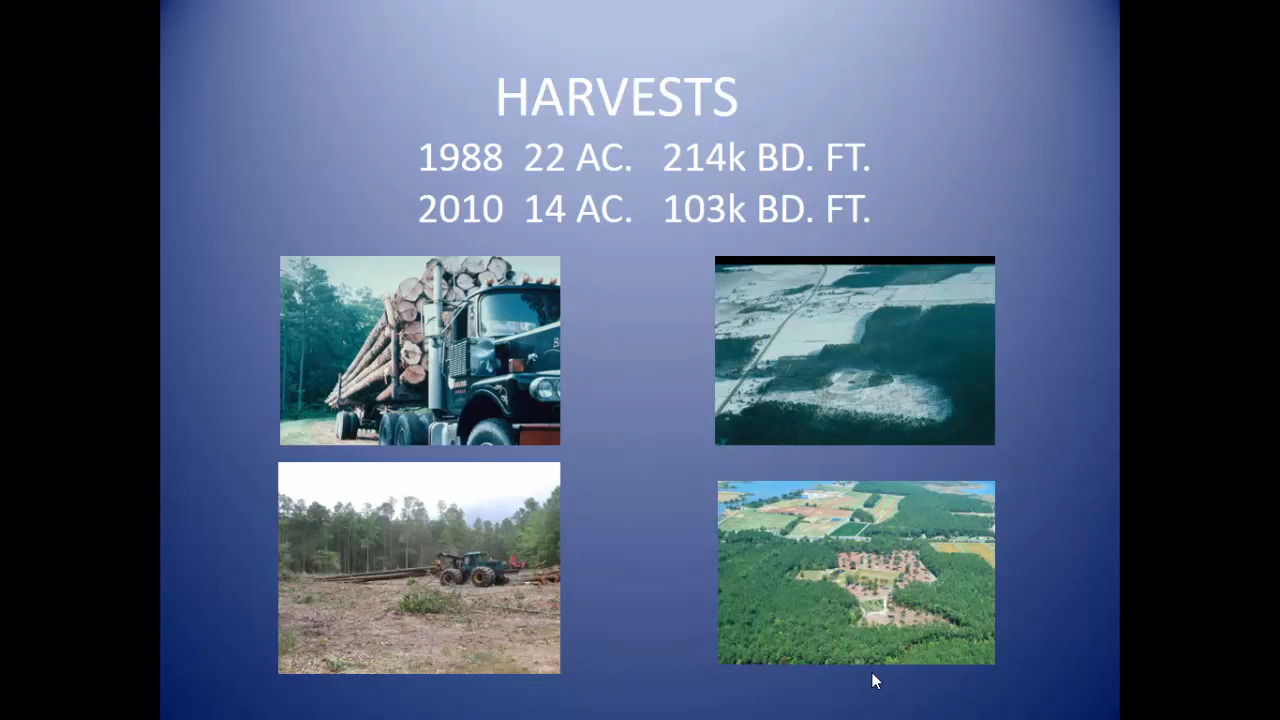 HARVESTS
1988 22 AC. 214k BD. FT.
2010 14 AC. 103k BD. FT.